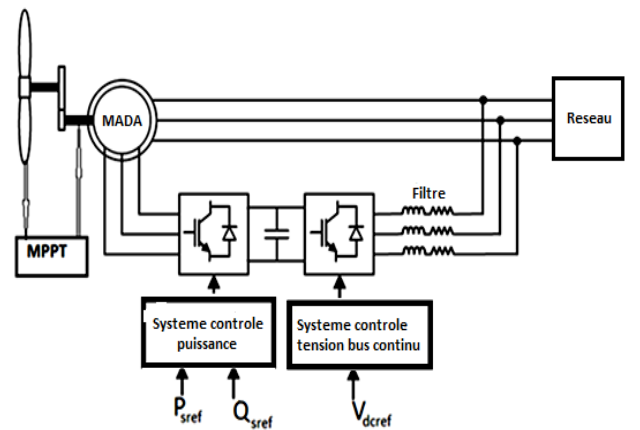 MADA
Reseau
Filtre
MPPT
Systeme controle
puissance
Systeme controle
tension bus continu
Psref
Qsref
Vdcref